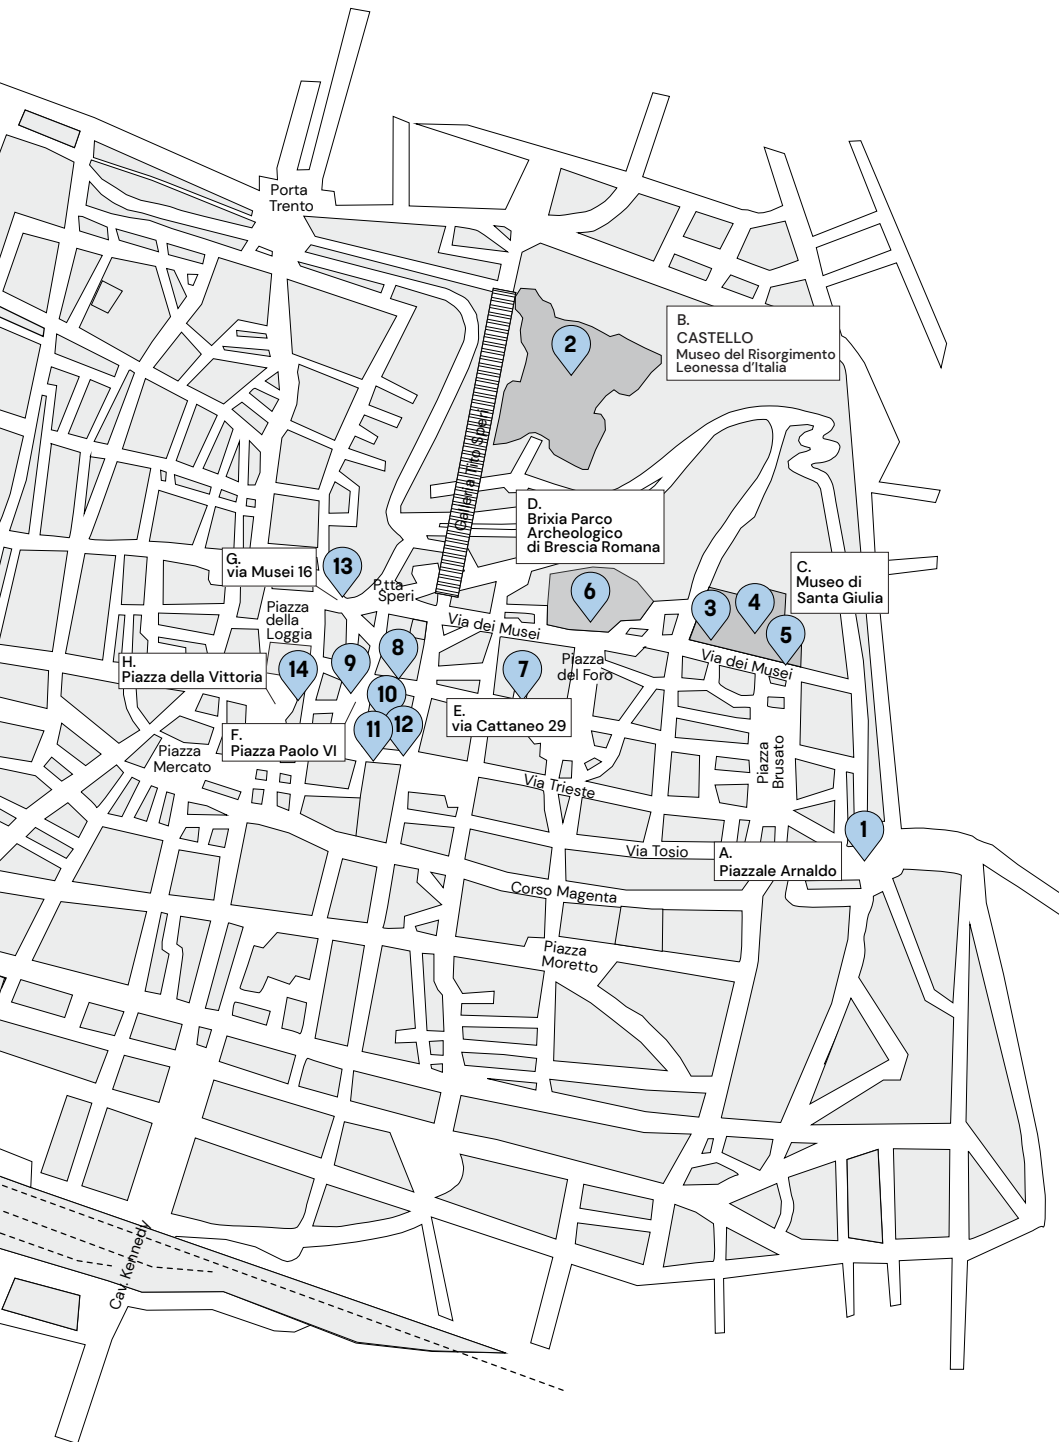 Porta
Trento
B.
CASTELLO
Museo del Risorgimento
Leonessa d'Italia
2
Galleria Tito Speri
D.
Brixia Parco
Archeologico
di Brescia Romana
G.
via Musei 16
13
P.tta
Speri
C.
Museo di
Santa Giulia
6
3
4
5
Piazza
della
Loggia
Via dei Musei
Via dei Musei
H.
Piazza della Vittoria
14
9
8
7
Piazza
del Foro
10
11
12
E.
via Cattaneo 29
F.
Piazza Paolo VI
Piazza
Mercato
Piazza
Brusato
Via Trieste
1
Via Tosio
A.
Piazzale Arnaldo
Corso Magenta
Piazza
Moretto
Cav. Kennedy